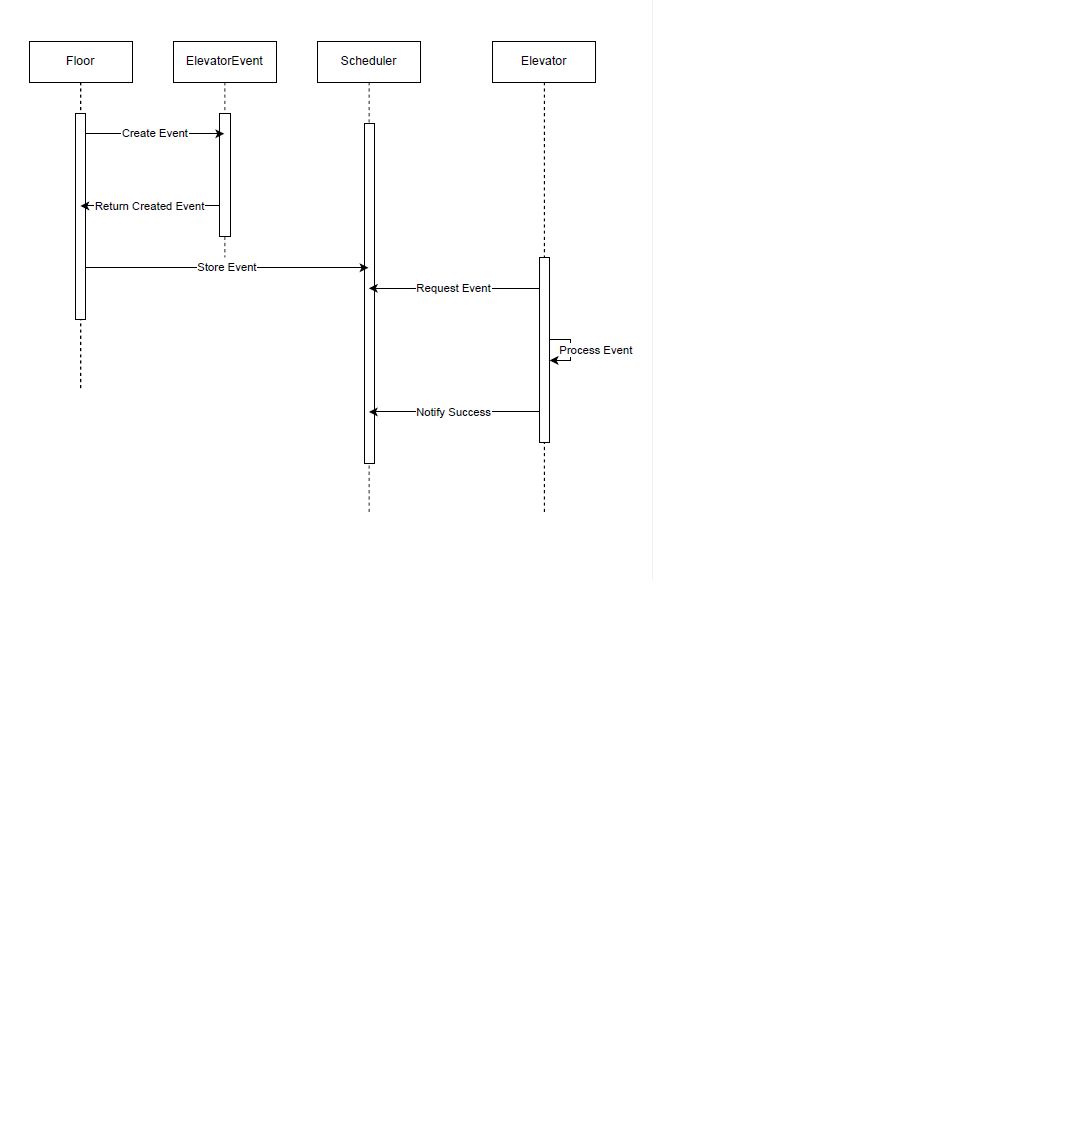 Floor
ElevatorEvent
Scheduler
Elevator
Create Event
Return Created Event
Store Event
Request Event
Process Event
Notify Success